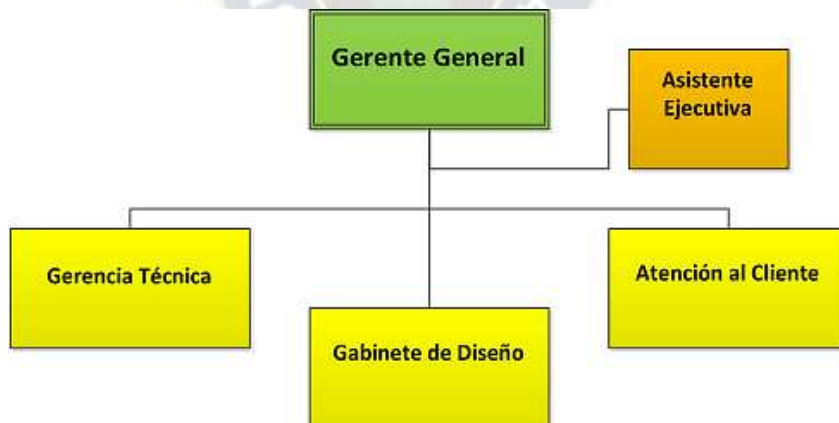 Gerente General
Asistente
Ejecutiva
Gerencia Técnica
Atención al Cliente
Gabinete de Diseño